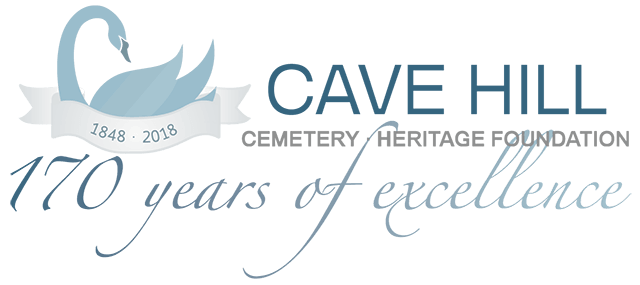 1848 · 2018
CAVE HILL
CEMETERY · HERITAGE FOUNDATION
170 years of excellence